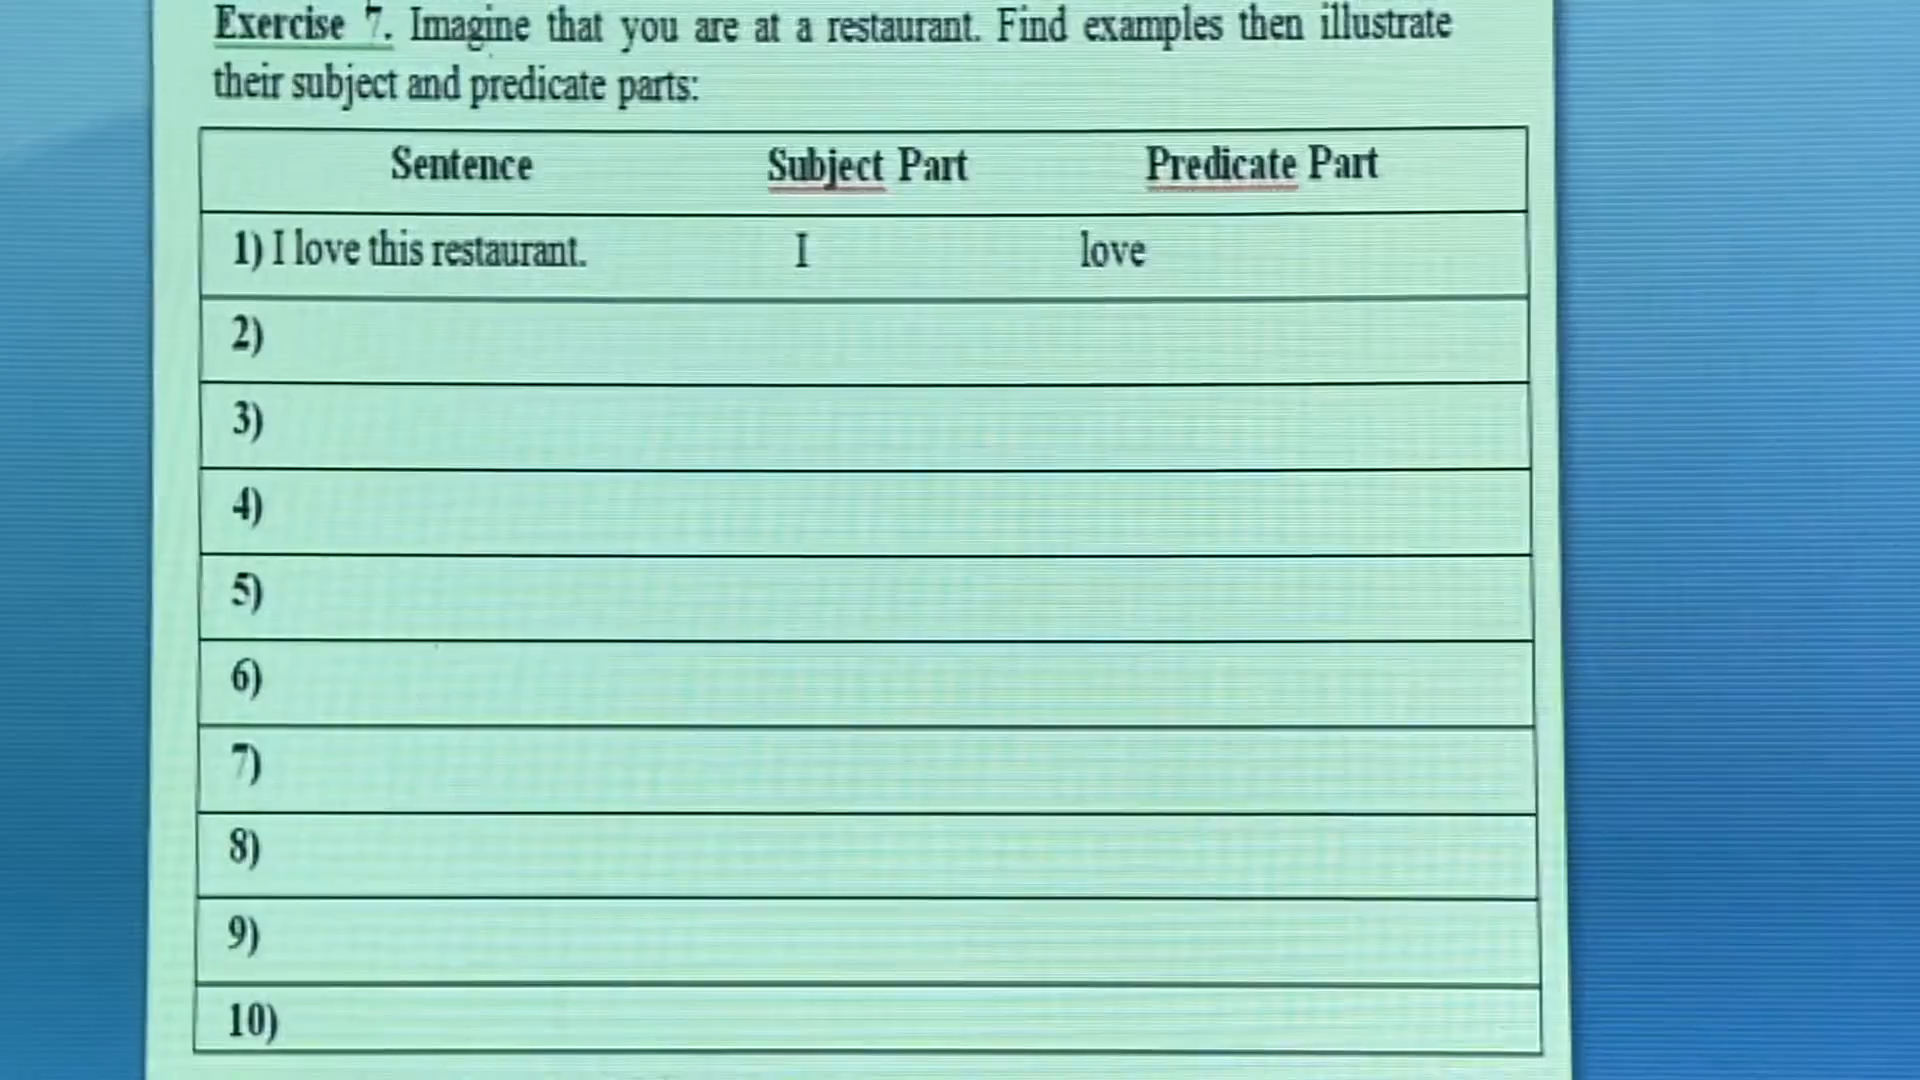 Exercise 7. Imagine that you are at a restaurant. Find examples then illustrate
their subject and predicate parts:
Sentence Subject Part Predicate Part
1) I love this restaurant. I love
2)
3)
4)
5)
6)
7)
8)
9)
10)